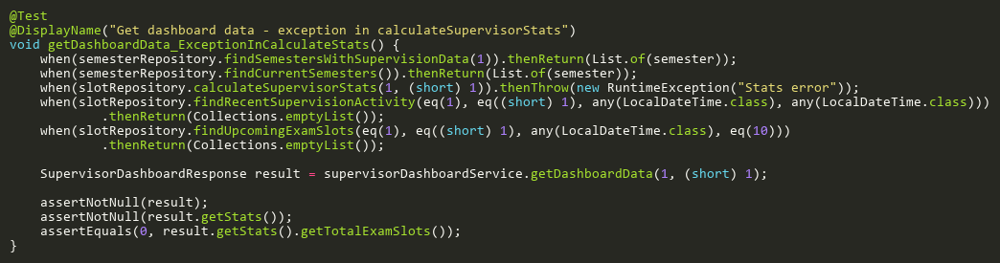 @Test
@DisplayName("Get dashboard data - exception in calculateSupervisorStats")
void getDashboardData_ExceptionInCalculateStats() {
    when(semesterRepository.findSemestersWithSupervisionData(1)).thenReturn(List.of(semester));
    when(semesterRepository.findCurrentSemesters()).thenReturn(List.of(semester));
    when(slotRepository.calculateSupervisorStats(1, (short) 1)).thenThrow(new RuntimeException("Stats error"));
    when(slotRepository.findRecentSupervisionActivity(eq(1), eq((short) 1), any(LocalDateTime.class), any(LocalDateTime.class)))
            .thenReturn(Collections.emptyList());
    when(slotRepository.findUpcomingExamSlots(eq(1), eq((short) 1), any(LocalDateTime.class), eq(10)))
            .thenReturn(Collections.emptyList());

    SupervisorDashboardResponse result = supervisorDashboardService.getDashboardData(1, (short) 1);

    assertNotNull(result);
    assertNotNull(result.getStats());
    assertEquals(0, result.getStats().getTotalExamSlots());
}